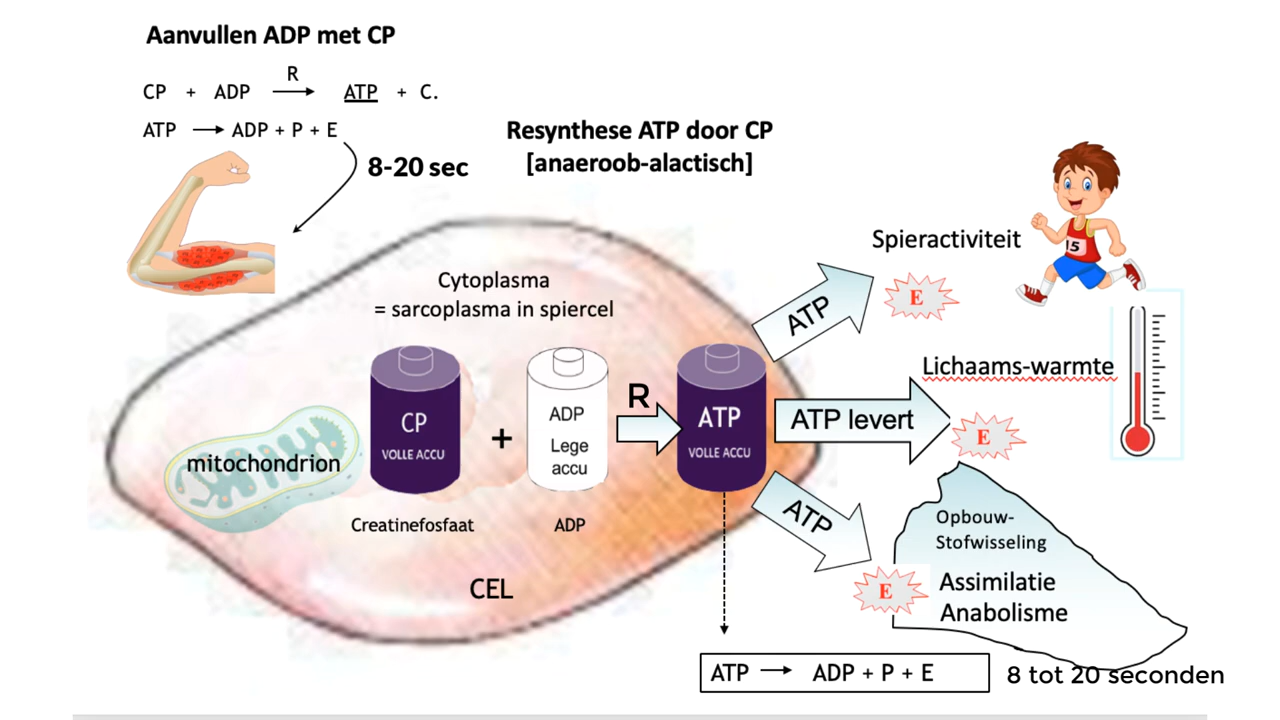 Aanvullen ADP met CP
R
CP + ADP → ATP + C.
ATP → ADP + P + E
8-20 sec
Resynthese ATP door CP
[anaeroob-alactisch]
Spieractiviteit
15
E
ATP
Cytoplasma
= sarcoplasma in spiercel
Lichaams-warmte
CP
VOLLE ACCU
+
ADP
Lege
accu
R
ATP
VOLLE ACCU
ATP levert
E
mitochondrion
Creatinefosfaat
ADP
ATP
Opbouw-
Stofwisseling
E
Assimilatie
Anabolisme
CEL
ATP → ADP + P + E
8 tot 20 seconden